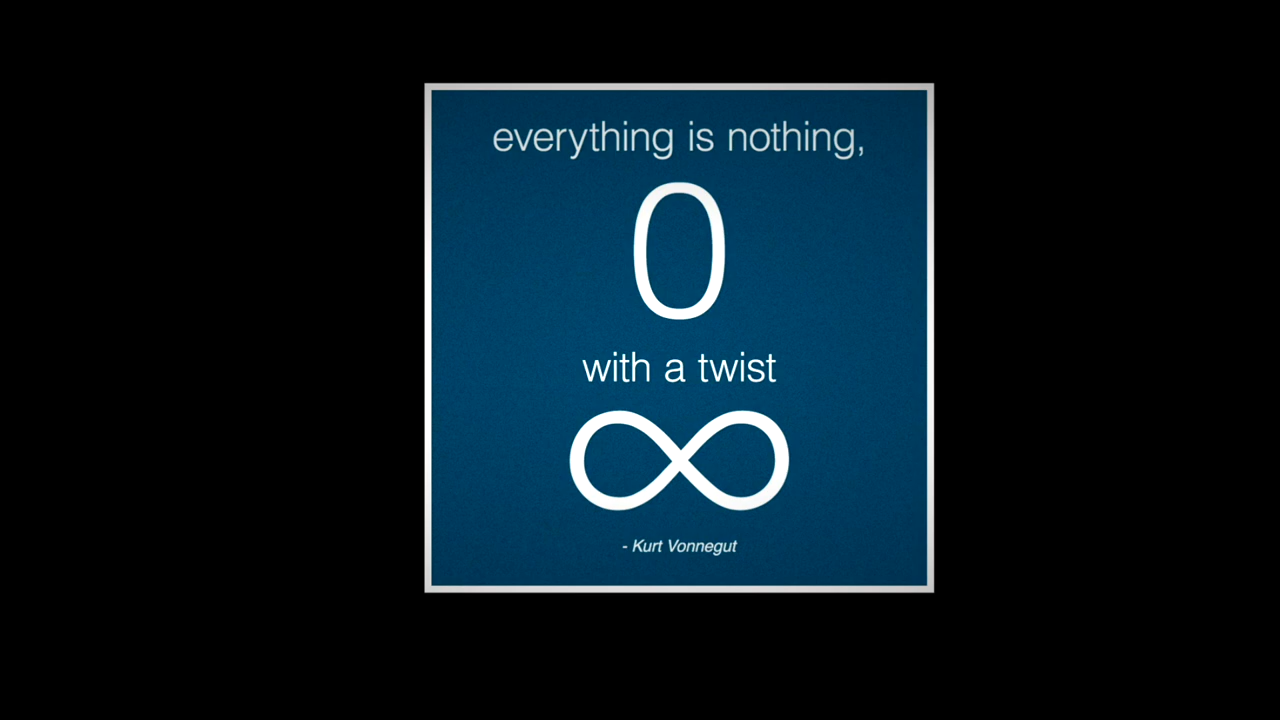 everything is nothing,
0
with a twist
∞
- Kurt Vonnegut